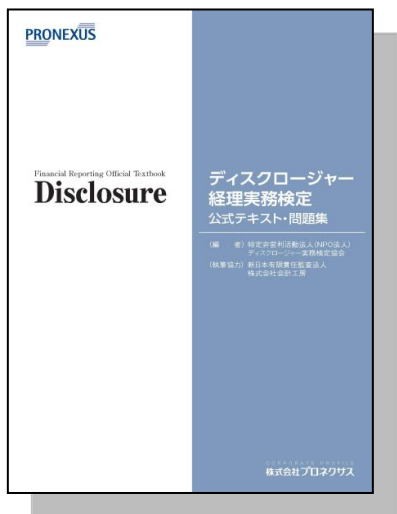 PRONEXUS
Financial Reporting Official Textbook
Disclosure
ディスクロージャー
経理実務検定
公式テキスト・問題集
(編　者) 特定非営利活動法人(NPO法人)
ディスクロージャー実務検定協会
(執筆協力) 新日本有限責任監査法人
株式会社会計工房
CORPORATE PROFILE
株式会社プロネクサス